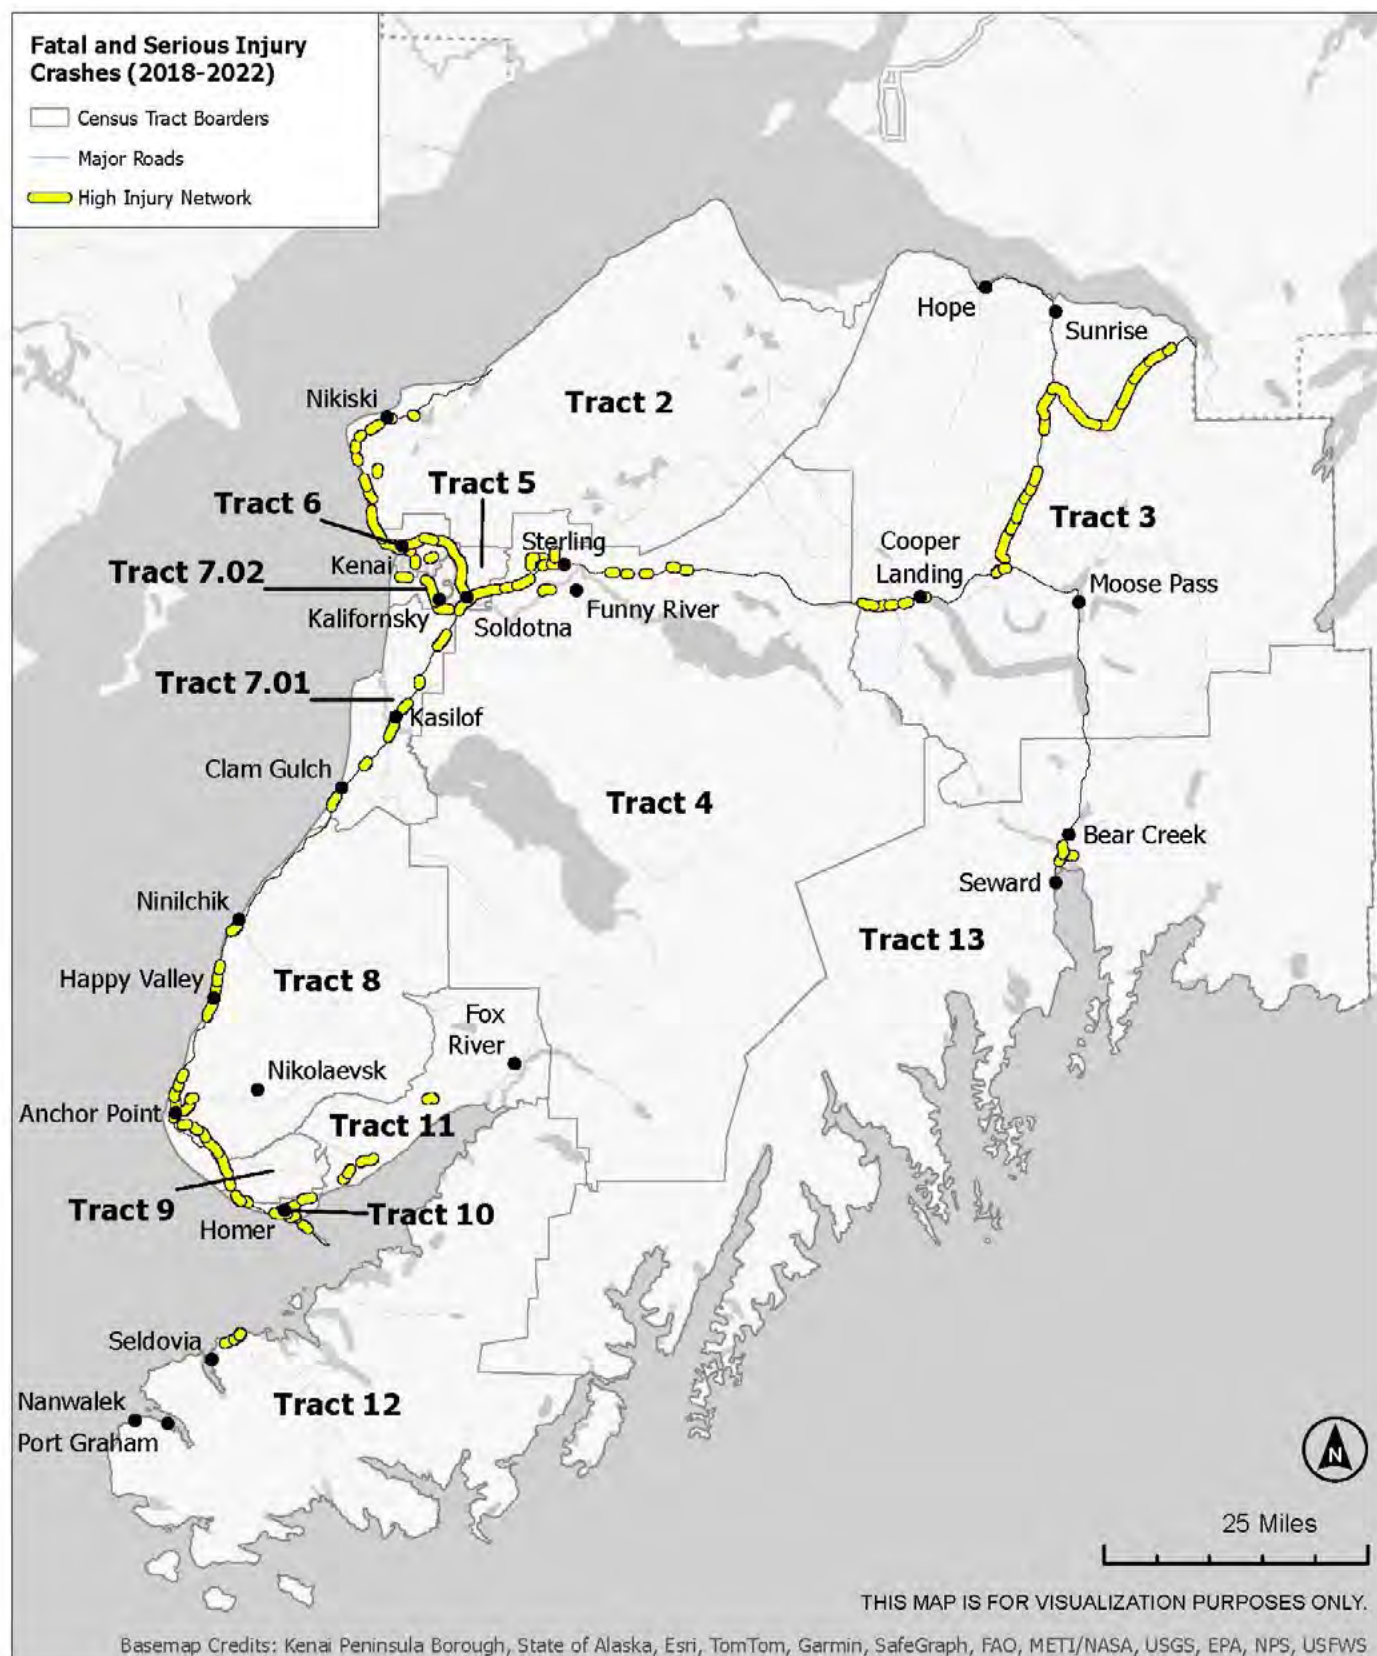 Fatal and Serious Injury
Crashes (2018-2022)
Census Tract Boarders
Major Roads
High Injury Network
Hope
Sunrise
Nikiski
Tract 2
Tract 5
Tract 6
Tract 3
Sterling
Cooper
Landing
Kenai
Tract 7.02
Moose Pass
Kalifornsky
Soldotna
Funny River
Tract 7.01
Kasilof
Clam Gulch
Tract 4
Bear Creek
Seward
Ninilchik
Tract 13
Happy Valley
Tract 8
Fox
River
Nikolaevsk
Anchor Point
Tract 11
Tract 9
Tract 10
Homer
Seldovia
Nanwalek
Tract 12
Port Graham
N
25 Miles
THIS MAP IS FOR VISUALIZATION PURPOSES ONLY.
Basemap Credits: Kenai Peninsula Borough, State of Alaska, Esri, TomTom, Garmin, SafeGraph, FAO, METI/NASA, USGS, EPA, NPS, USFWS